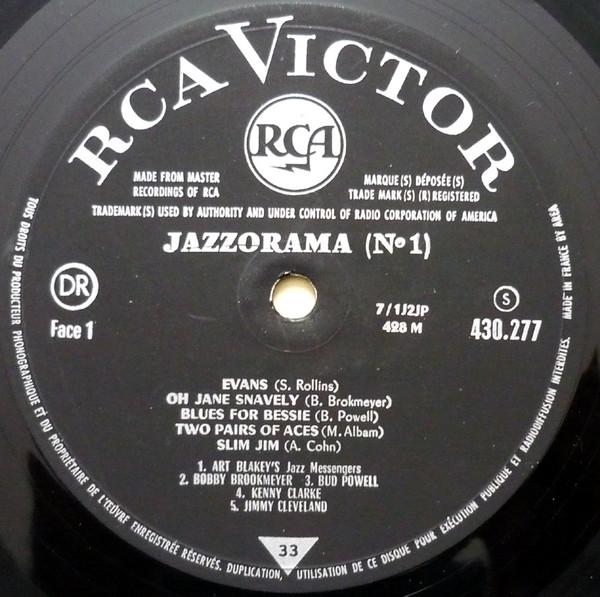 RCA VICTOR
RCA
MADE FROM MASTER
RECORDINGS OF RCA
MARQUE(S) DÉPOSÉE(S)
TRADE MARK(S) (R) REGISTERED
TRADEMARK(S) USED BY AUTHORITY AND UNDER CONTROL OF RADIO CORPORATION OF AMERICA
JAZZORAMA (No 1)
DR
Face 1
7/1J2JP
428 M
S
430.277
EVANS (S. Rollins)
OH JANE SNAVELY (B. Brokmeyer)
BLUES FOR BESSIE (B. Powell)
TWO PAIRS OF ACES (M. Albam)
SLIM JIM (A. Cohn)
1. ART BLAKEY'S Jazz Messengers
2. BOBBY BROOKMEYER 3. BUD POWELL
4. KENNY CLARKE
5. JIMMY CLEVELAND
33
TOUS DROITS DU PRODUCTEUR PHONOGRAPHIQUE ET DU PROPRIÉTAIRE DE L'ŒUVRE ENREGISTRÉE RÉSERVÉS. DUPLICATION, UTILISATION DE CE DISQUE POUR EXÉCUTION PUBLIQUE ET RADIODIFFUSION INTERDITES. MADE IN FRANCE BY AREA